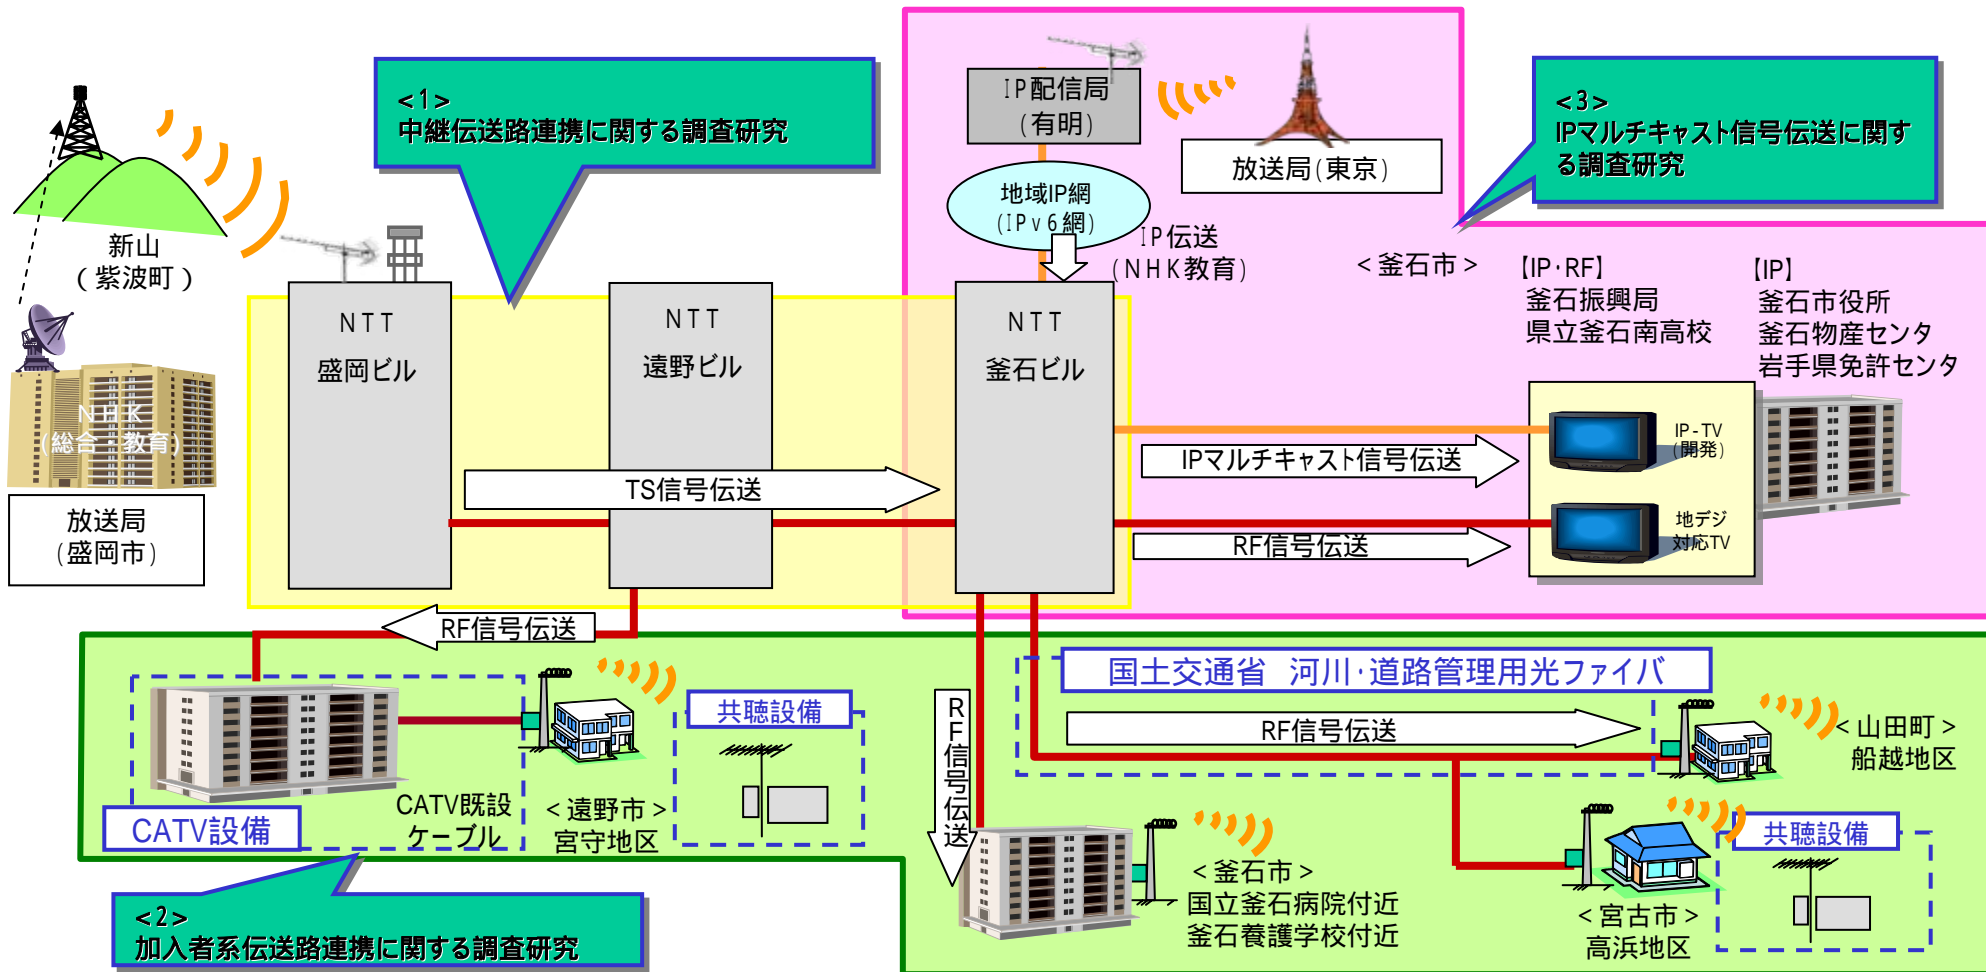 <1>
中継伝送路連携に関する調査研究
IP配信局
(有明)
放送局(東京)
<3>
IPマルチキャスト信号伝送に関す
る調査研究
地域IP網
(IPv6網)
IP伝送
(NHK教育)
<釜石市>
【IP・RF】
釜石振興局
県立釜石南高校
【IP】
釜石市役所
釜石物産センタ
岩手県免許センタ
新山
(紫波町)
NHK
(総合・教育)
放送局
(盛岡市)
NTT
盛岡ビル
NTT
遠野ビル
NTT
釜石ビル
TS信号伝送
IPマルチキャスト信号伝送
RF信号伝送
IP-TV
(開発)
地デジ
対応TV
RF信号伝送
CATV設備
CATV既設
ケーブル
<遠野市>
宮守地区
共聴設備
RF信号伝送
国土交通省 河川・道路管理用光ファイバ
RF信号伝送
<山田町>
船越地区
<釜石市>
国立釜石病院付近
釜石養護学校付近
<宮古市>
高浜地区
共聴設備
<2>
加入者系伝送路連携に関する調査研究